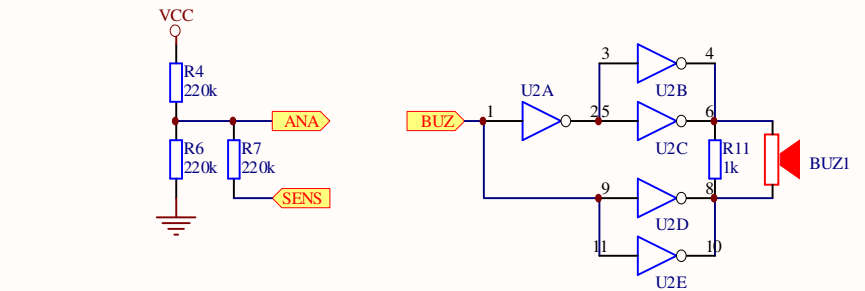 VCC
R4
220k
ANA
R6
220k
R7
220k
SENS
BUZ
1
U2A
2
3
4
U2B
5
6
U2C
R11
1k
BUZ1
9
8
U2D
11
10
U2E